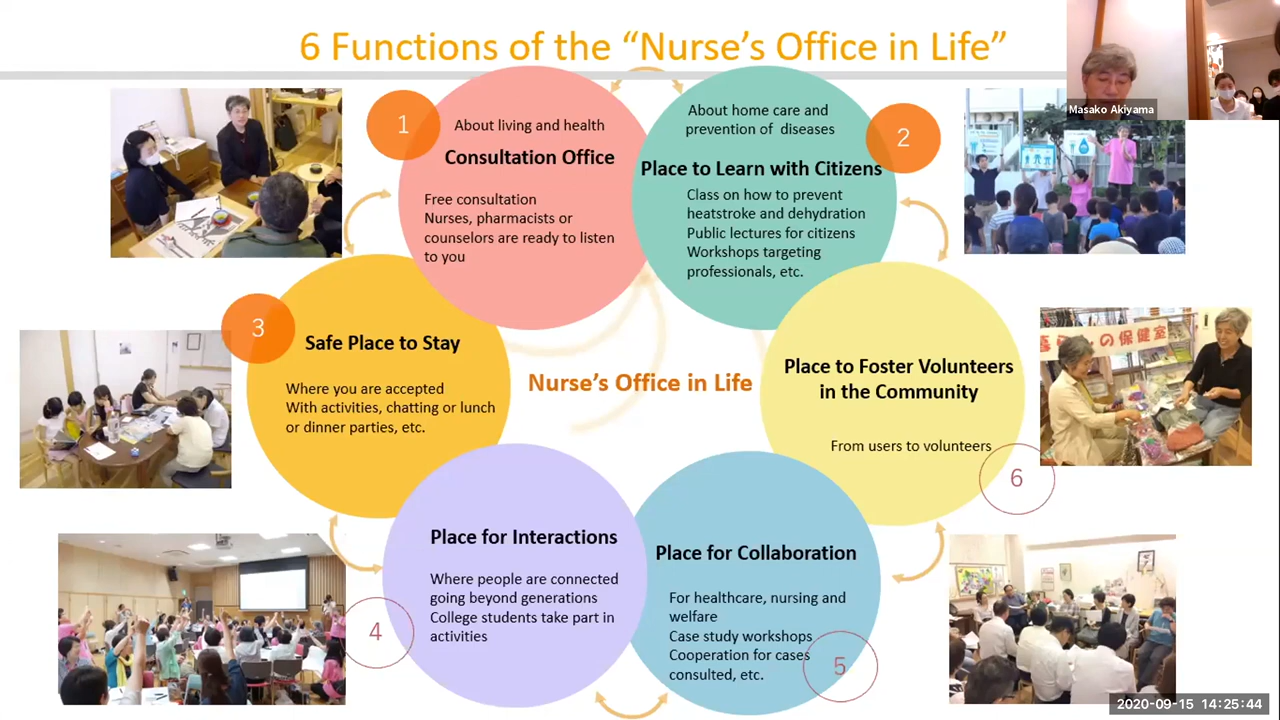 6 Functions of the “Nurse’s Office in Life”
Masako Akiyama
1
About living and health
Consultation Office
Free consultation
Nurses, pharmacists or
counselors are ready to listen
to you
2
About home care and
prevention of diseases
Place to Learn with Citizens
Class on how to prevent
heatstroke and dehydration
Public lectures for citizens
Workshops targeting
professionals, etc.
3
Safe Place to Stay
Where you are accepted
With activities, chatting or lunch
or dinner parties, etc.
Nurse’s Office in Life
Place to Foster Volunteers
in the Community
From users to volunteers
6
の保健室
Place for Interactions
Where people are connected
going beyond generations
College students take part in
activities
4
Place for Collaboration
For healthcare, nursing and
welfare
Case study workshops
Cooperation for cases
consulted, etc.
5
2020-09-15 14:25:44